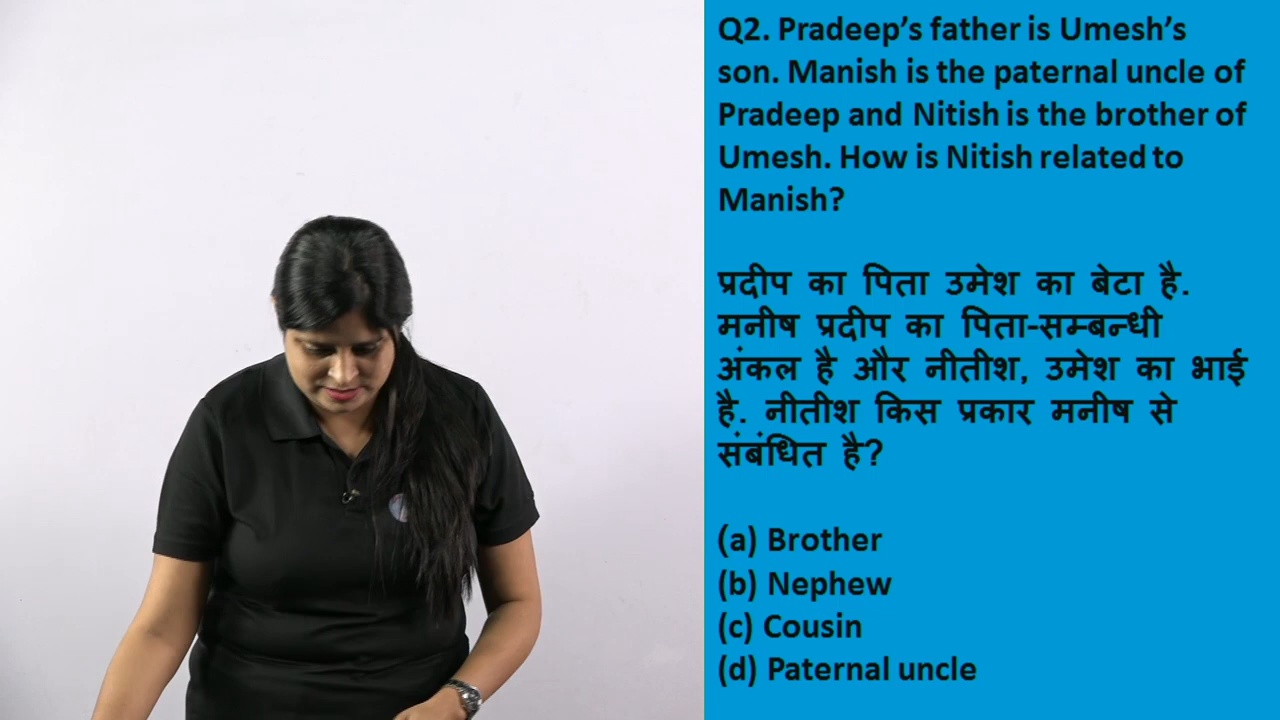 Q2. Pradeep’s father is Umesh’s
son. Manish is the paternal uncle of
Pradeep and Nitish is the brother of
Umesh. How is Nitish related to
Manish?
प्रदीप का पिता उमेश का बेटा है.
मनीष प्रदीप का पिता-सम्बन्धी
अंकल है और नीतीश, उमेश का भाई
है. नीतीश किस प्रकार मनीष से
संबंधित है?
(a) Brother
(b) Nephew
(c) Cousin
(d) Paternal uncle